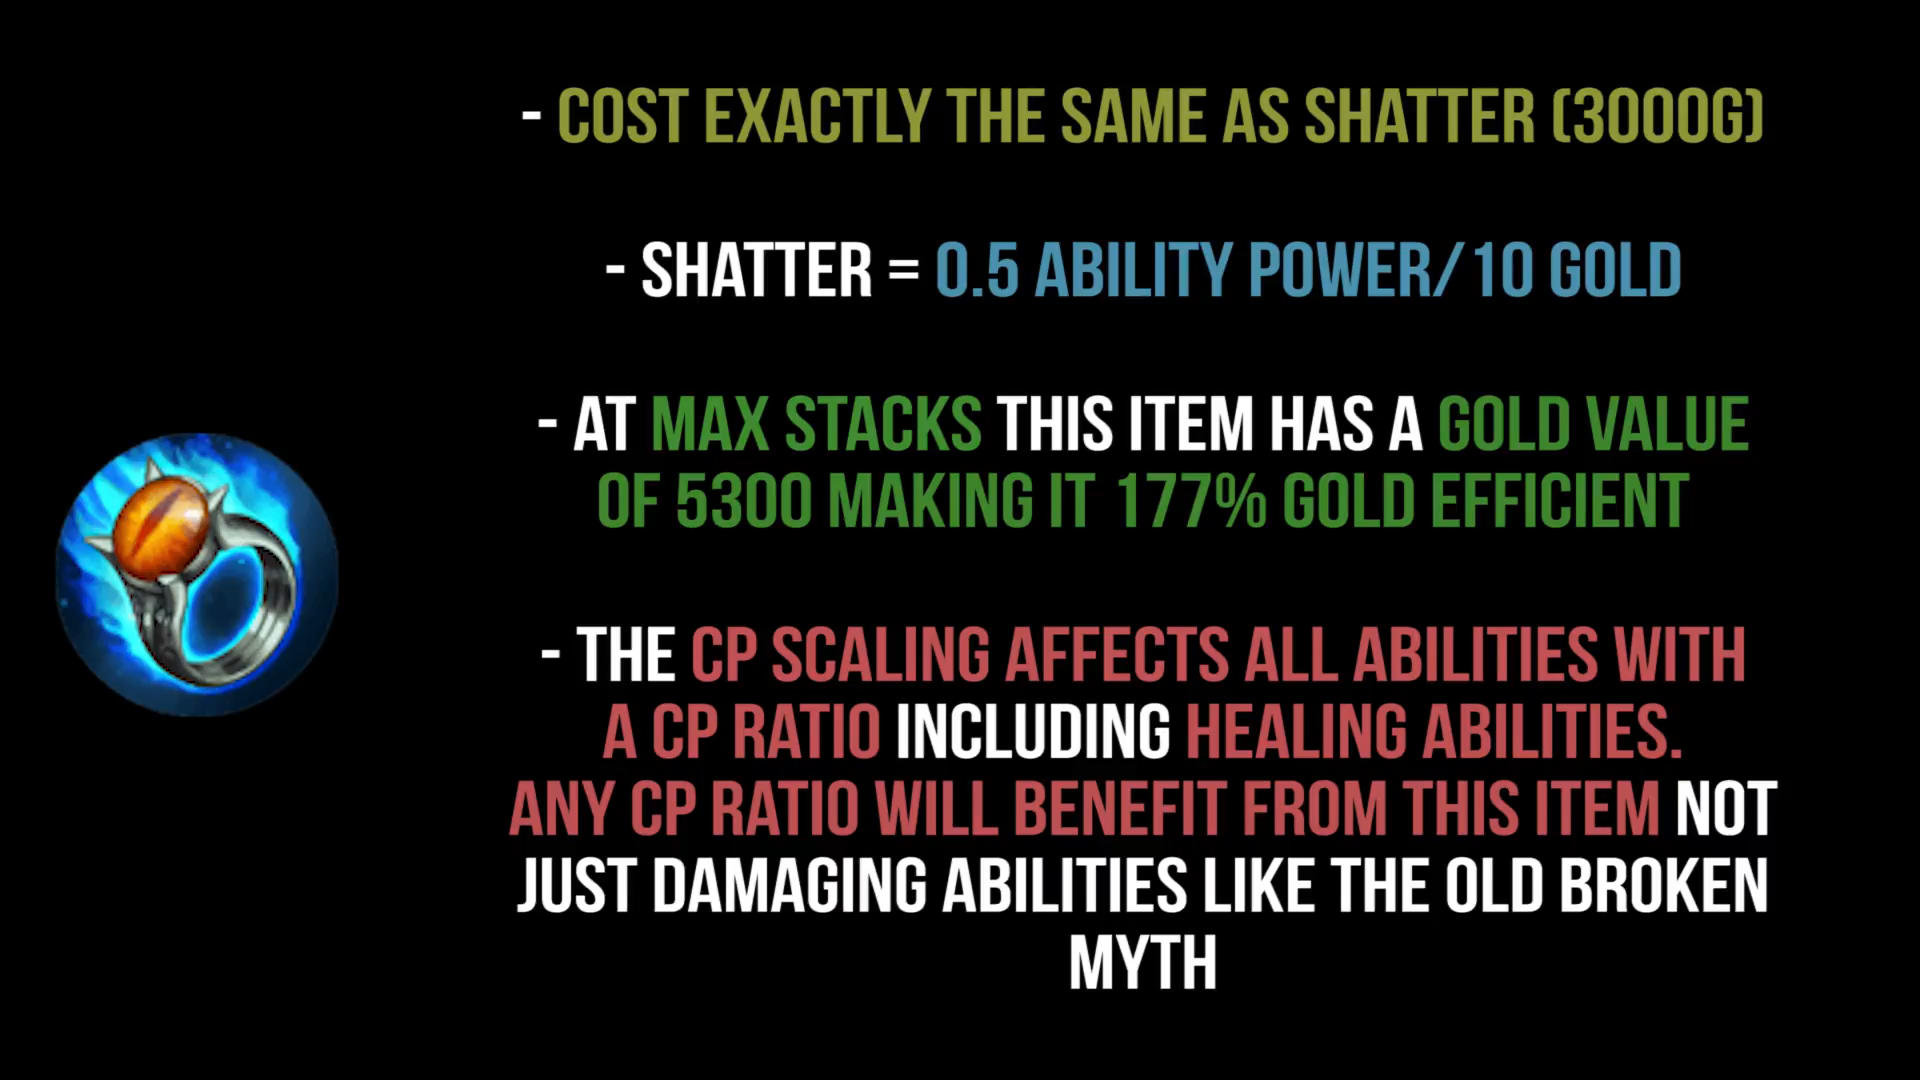 - COST EXACTLY THE SAME AS SHATTER (3000G)
- SHATTER = 0.5 ABILITY POWER/10 GOLD
- AT MAX STACKS THIS ITEM HAS A GOLD VALUE
OF 5300 MAKING IT 177% GOLD EFFICIENT
- THE CP SCALING AFFECTS ALL ABILITIES WITH
A CP RATIO INCLUDING HEALING ABILITIES.
ANY CP RATIO WILL BENEFIT FROM THIS ITEM NOT
JUST DAMAGING ABILITIES LIKE THE OLD BROKEN
MYTH